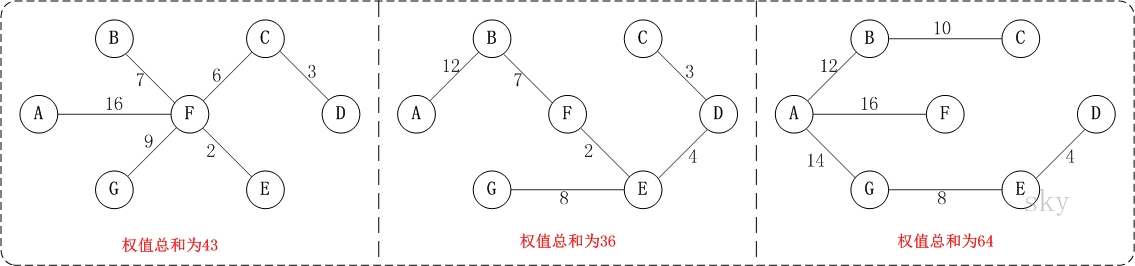 B C
7 6 3
A 16 F D
9 2
G E
权值总和为43
B C
12 7 3
A F D
2 4
G 8 E
权值总和为36
B 10 C
12
A 16 F D
14 4
G 8 E
sky
权值总和为64